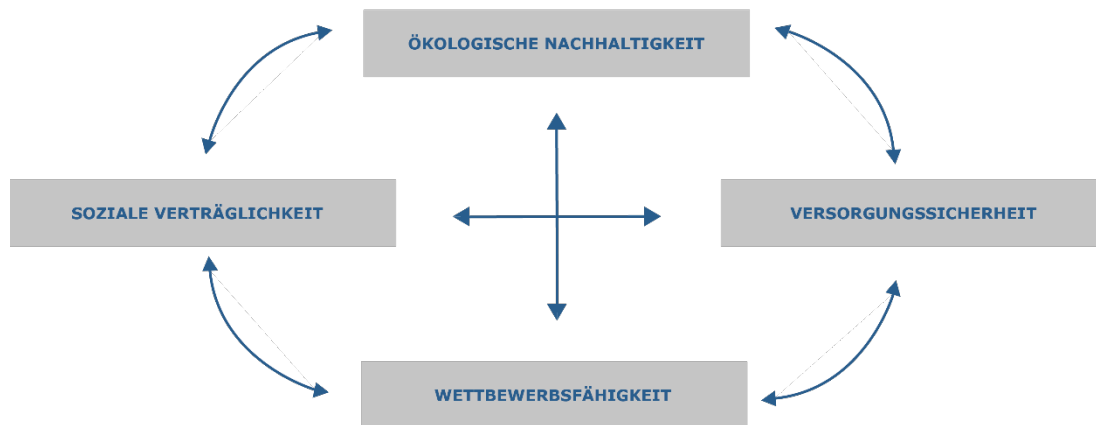 ÖKOLOGISCHE NACHHALTIGKEIT
SOZIALE VERTRÄGLICHKEIT
VERSORGUNGSSICHERHEIT
WETTBEWERBSFÄHIGKEIT